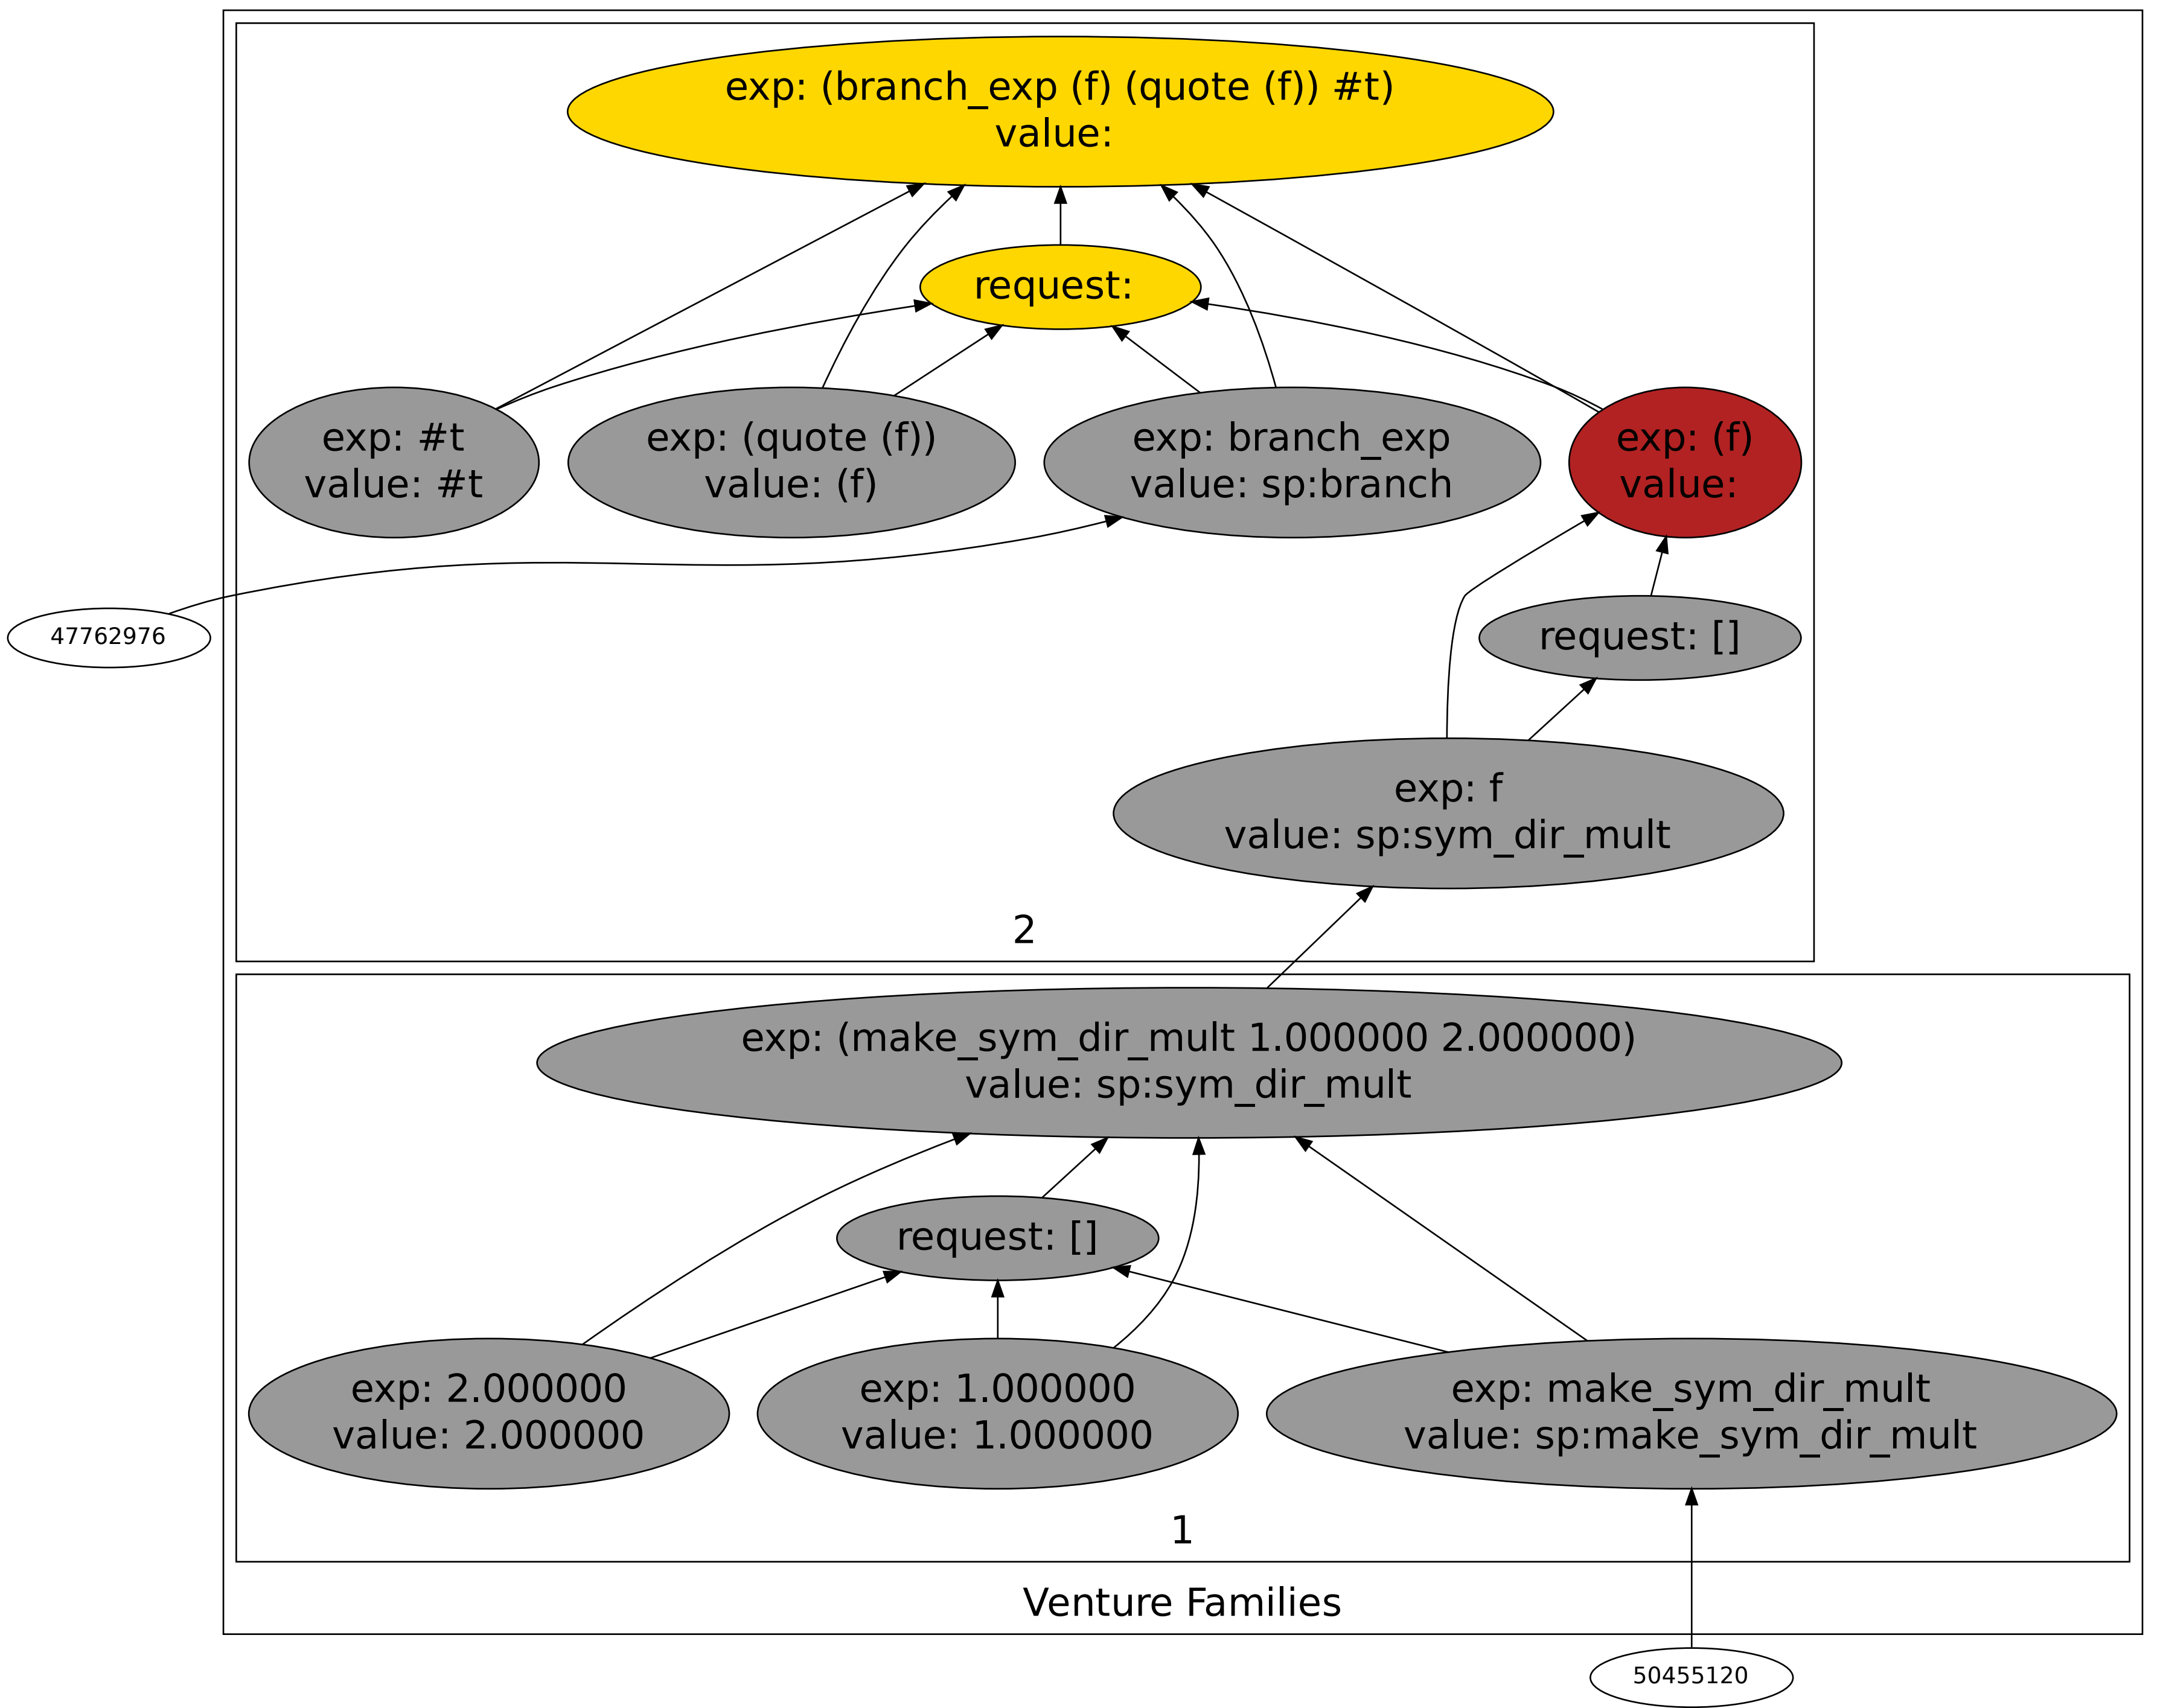 exp: (branch_exp (f) (quote (f)) #t)
value:
request:
exp: #t
value: #t
exp: (quote (f))
value: (f)
exp: branch_exp
value: sp:branch
exp: (f)
value:
47762976
request: []
exp: f
value: sp:sym_dir_mult
2
exp: (make_sym_dir_mult 1.000000 2.000000)
value: sp:sym_dir_mult
request: []
exp: 2.000000
value: 2.000000
exp: 1.000000
value: 1.000000
exp: make_sym_dir_mult
value: sp:make_sym_dir_mult
1
Venture Families
50455120